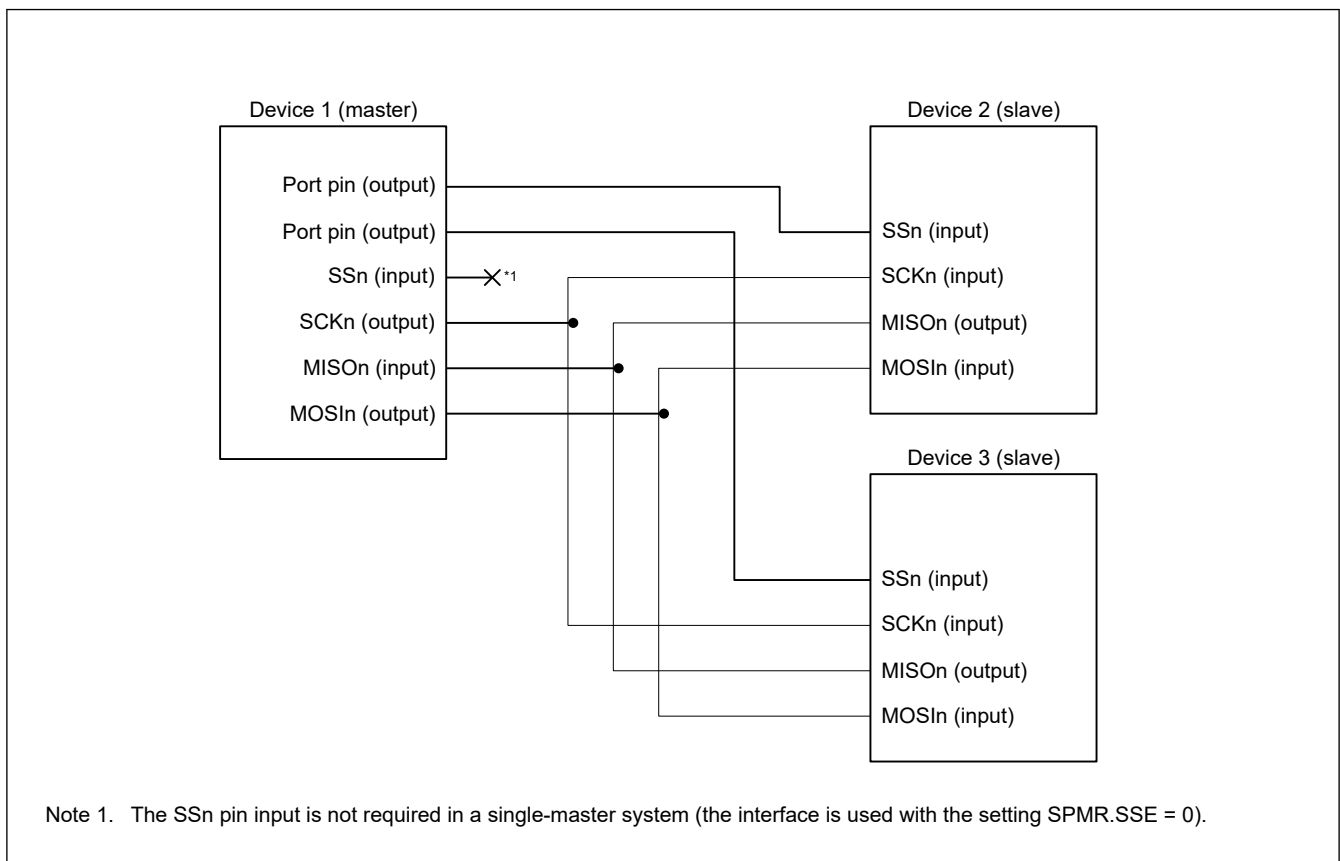 Device 1 (master)
Port pin (output)
Port pin (output)
SSn (input)
*1
SCKn (output)
MISOn (input)
MOSIn (output)
Device 2 (slave)
SSn (input)
SCKn (input)
MISOn (output)
MOSIn (input)
Device 3 (slave)
SSn (input)
SCKn (input)
MISOn (output)
MOSIn (input)
Note 1. The SSn pin input is not required in a single-master system (the interface is used with the setting SPMR.SSE = 0).